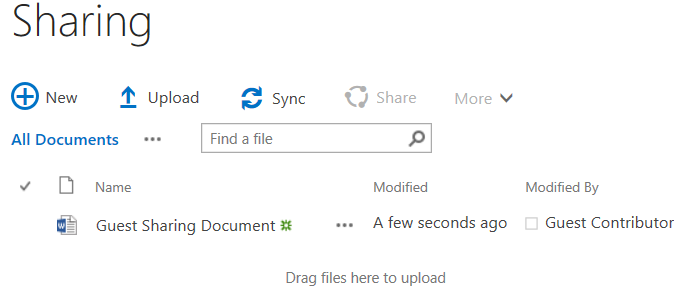 Sharing
New Upload Sync Share More
All Documents ••• Find a file
Name Modified Modified By
Guest Sharing Document ••• A few seconds ago Guest Contributor
Drag files here to upload